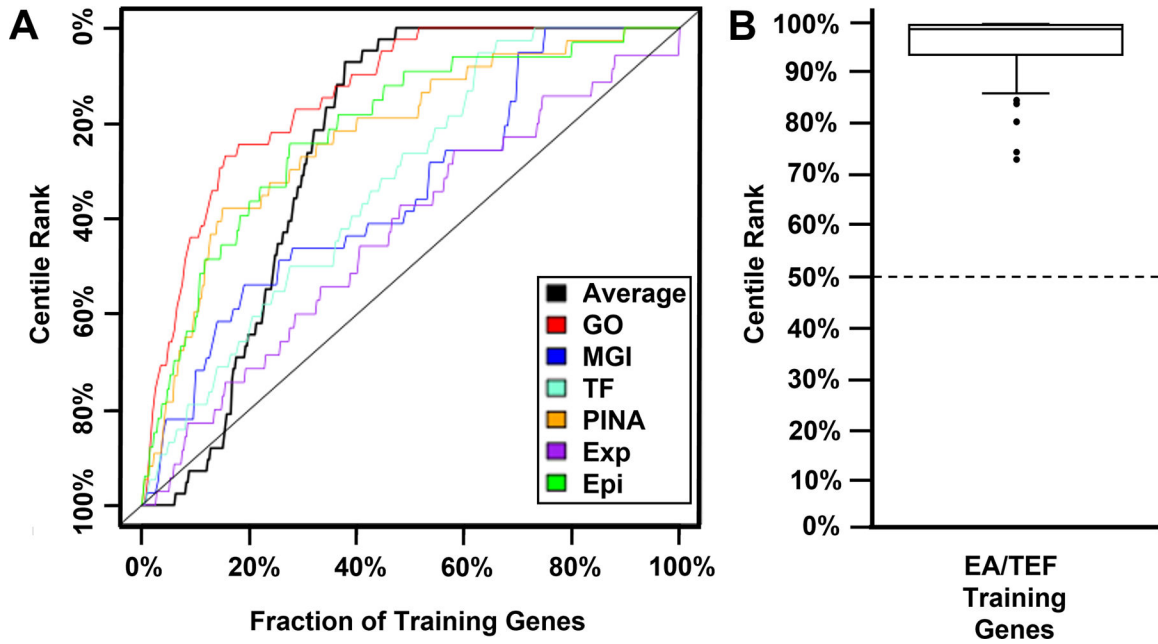 A
Centile Rank
0%
20%
40%
60%
80%
100%
Average
GO
MGI
TF
PINA
Exp
Epi
0%
20%
40%
60%
80%
100%
Fraction of Training Genes
B
Centile Rank
100%
90%
80%
70%
60%
50%
40%
30%
20%
10%
0%
EA/TEF
Training
Genes